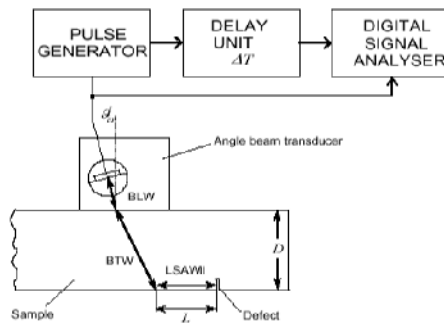 PULSE
GENERATOR
DELAY
UNIT
ΔT
DIGITAL
SIGNAL
ANALYSER
Angle beam transducer
BLW
BTW
LSAWII
D
Sample
L
Defect